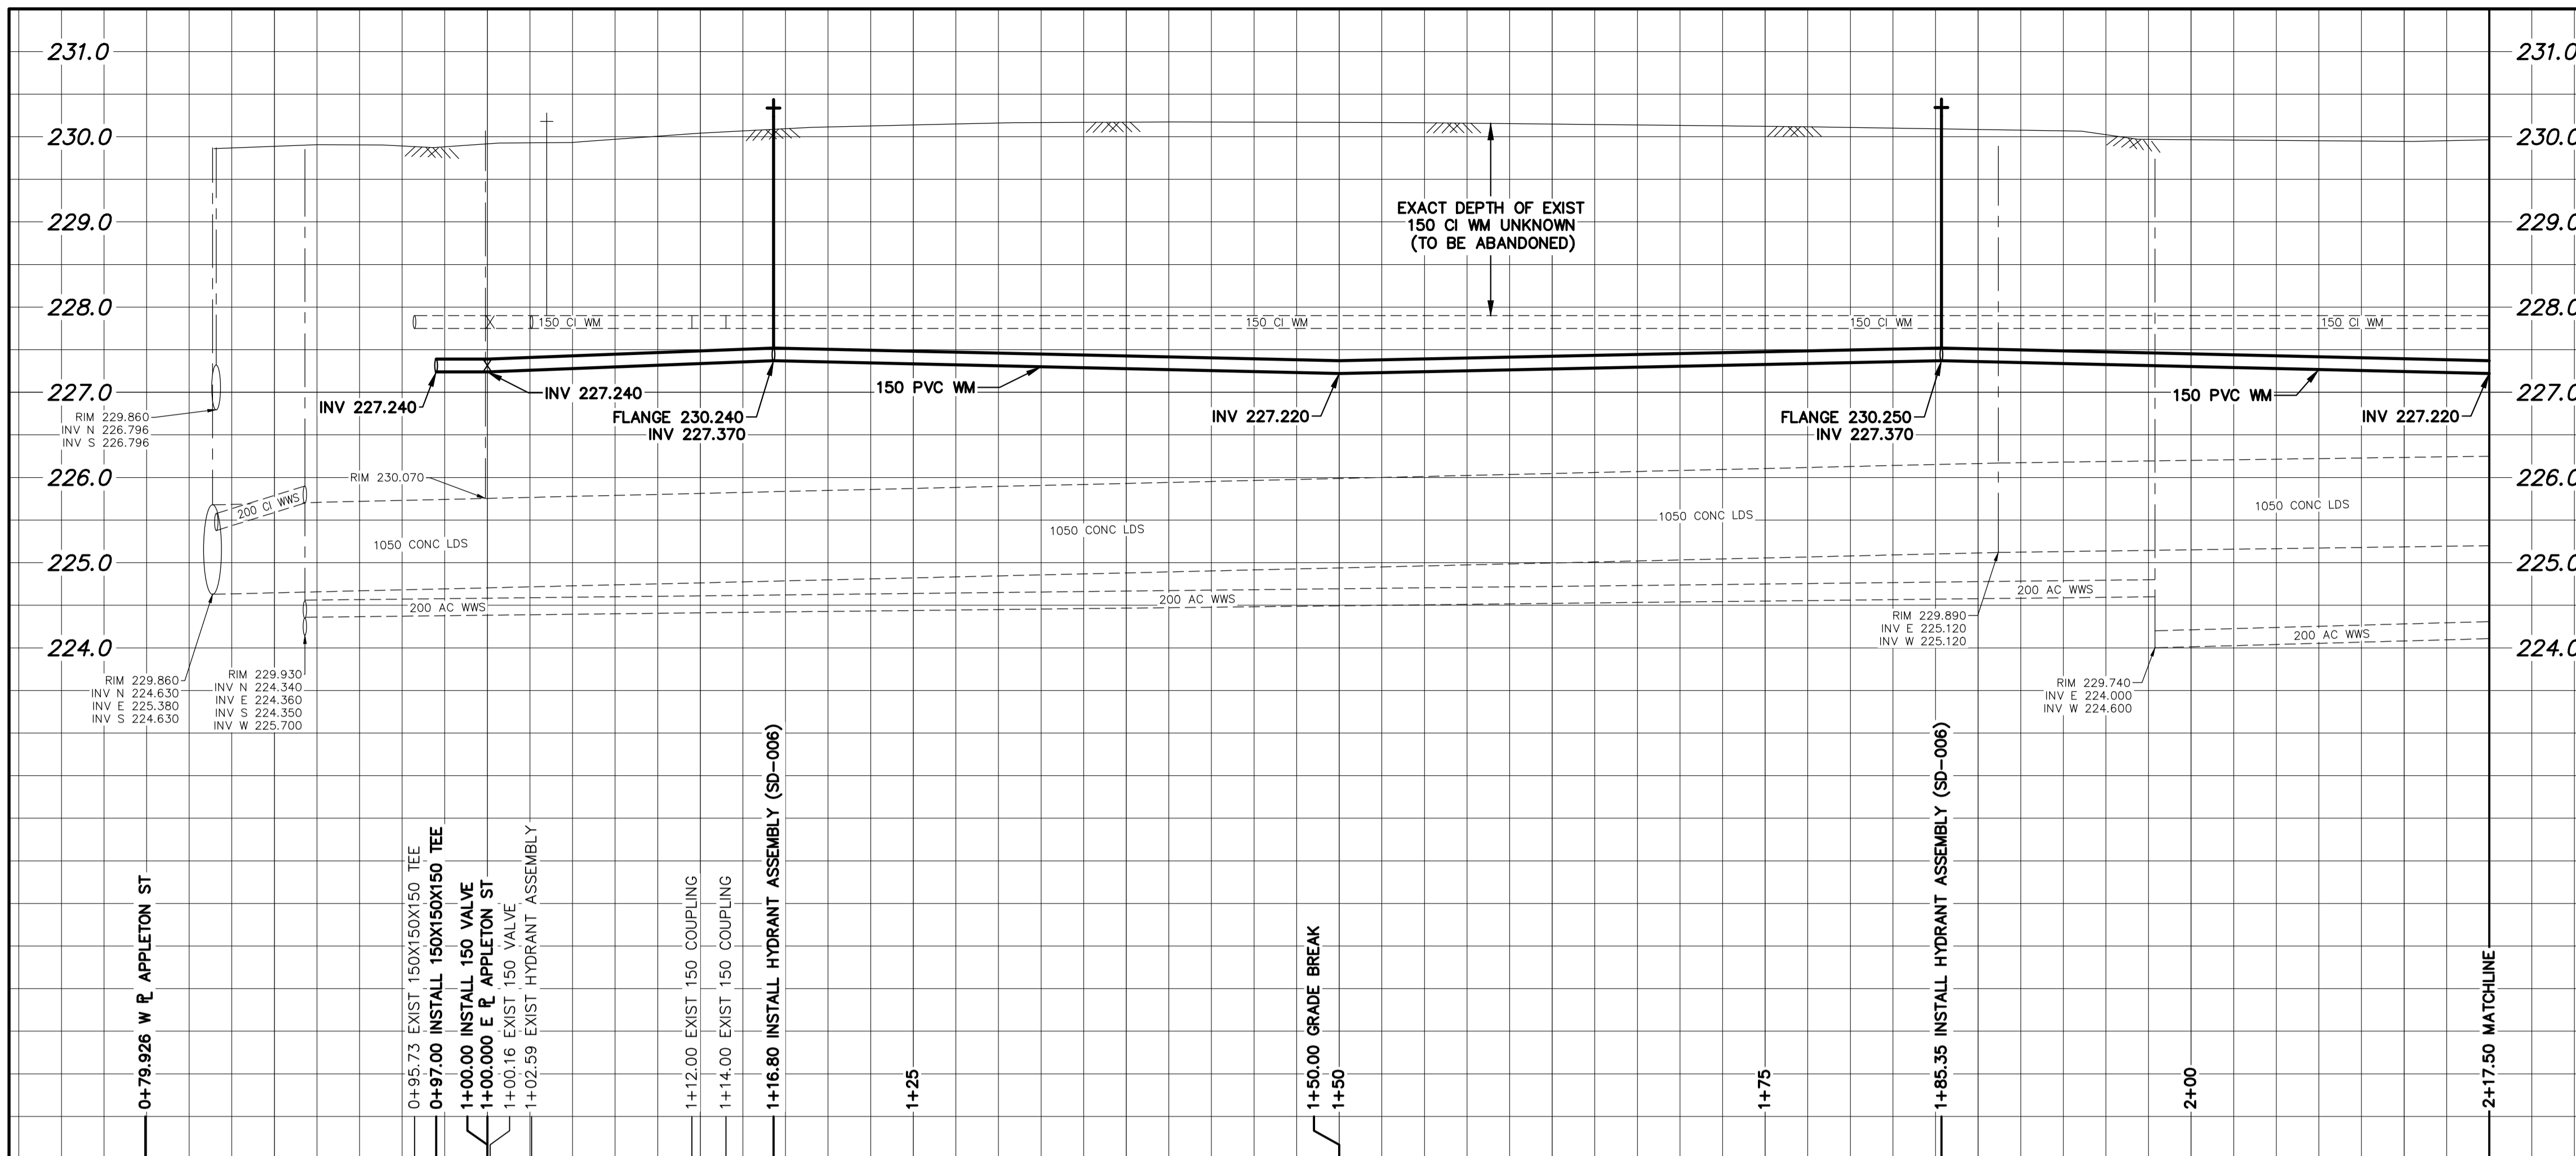 231.0
230.0
229.0
228.0
227.0
226.0
225.0
224.0
231.0
230.0
229.0
228.0
227.0
226.0
225.0
224.0
EXACT DEPTH OF EXIST
150 CI WM UNKNOWN
(TO BE ABANDONED)
150 CI WM
150 CI WM
150 CI WM
150 CI WM
INV 227.240
INV 227.240
FLANGE 230.240
INV 227.370
150 PVC WM
INV 227.220
FLANGE 230.250
INV 227.370
150 PVC WM
INV 227.220
RIM 229.860
INV N 226.796
INV S 226.796
RIM 230.070
200 CI WWS
1050 CONC LDS
1050 CONC LDS
1050 CONC LDS
1050 CONC LDS
200 AC WWS
200 AC WWS
200 AC WWS
200 AC WWS
RIM 229.860
INV N 224.630
INV E 225.380
INV S 224.630
RIM 229.930
INV N 224.340
INV E 224.360
INV S 224.350
INV W 225.700
RIM 229.890
INV E 225.120
INV W 225.120
RIM 229.740
INV E 224.000
INV W 224.600
0+79.926 W PL APPLETON ST
0+95.73 EXIST 150X150X150X150 TEE
0+97.00 INSTALL 150X150X150 TEE
1+00.00 INSTALL 150 VALVE
1+00.000 E PL APPLETON ST
1+00.16 EXIST 150 VALVE
1+02.59 EXIST HYDRANT ASSEMBLY
1+12.00 EXIST 150 COUPLING
1+14.00 EXIST 150 COUPLING
1+16.80 INSTALL HYDRANT ASSEMBLY (SD-006)
1+25
1+50.00 GRADE BREAK
1+50
1+75
1+85.35 INSTALL HYDRANT ASSEMBLY (SD-006)
2+00
2+17.50 MATCHLINE